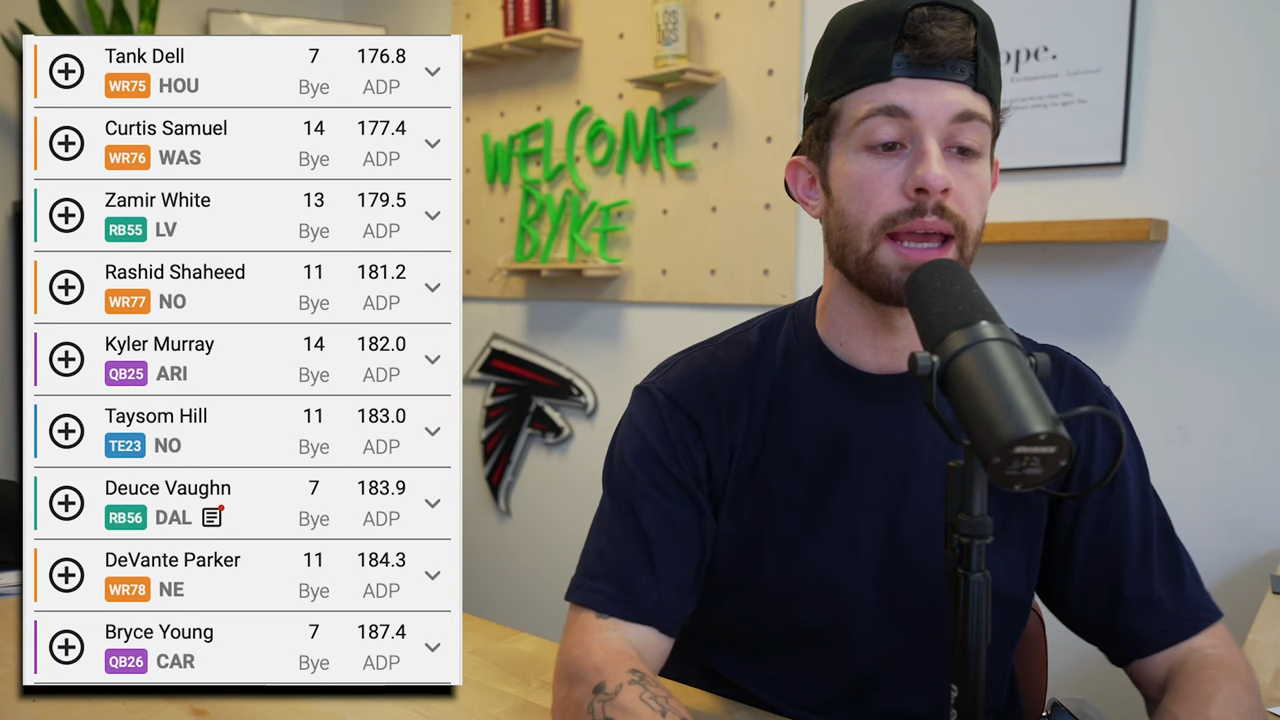 Tank Dell 7 176.8
WR75 HOU Bye ADP
Curtis Samuel 14 177.4
WR76 WAS Bye ADP
Zamir White 13 179.5
RB55 LV Bye ADP
Rashid Shaheed 11 181.2
WR77 NO Bye ADP
Kyler Murray 14 182.0
QB25 ARI Bye ADP
Taysom Hill 11 183.0
TE23 NO Bye ADP
Deuce Vaughn 7 183.9
RB56 DAL Bye ADP
DeVante Parker 11 184.3
WR78 NE Bye ADP
Bryce Young 7 187.4
QB26 CAR Bye ADP
WELCOME
BYKE
ope.